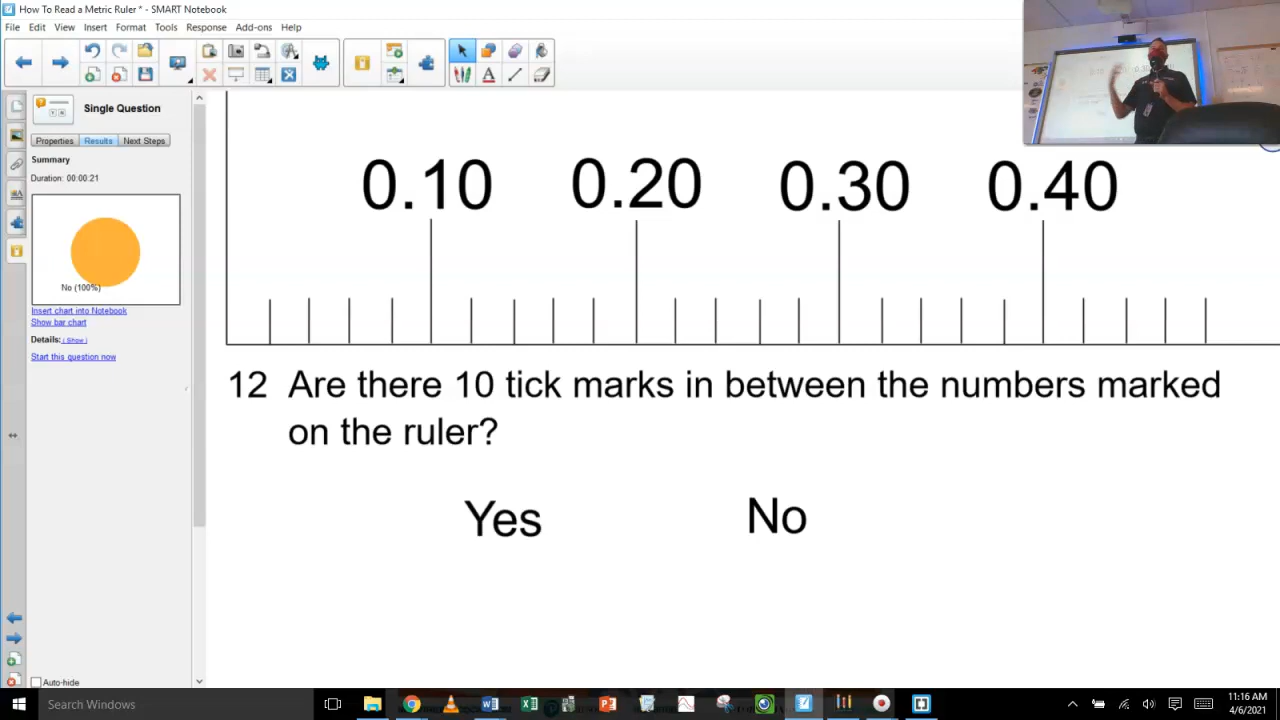 How To Read a Metric Ruler * - SMART Notebook
File Edit View Insert Format Tools Response Add-ons Help
Single Question
Properties Results Next Steps
Summary
Duration: 00:00:21
No (100%)
Insert chart into Notebook
Show bar chart
Details: ( Show )
Start this question now
Auto-hide
0.10 0.20 0.30 0.40
12 Are there 10 tick marks in between the numbers marked
on the ruler?
Yes No
Search Windows
11:16 AM
4/6/2021